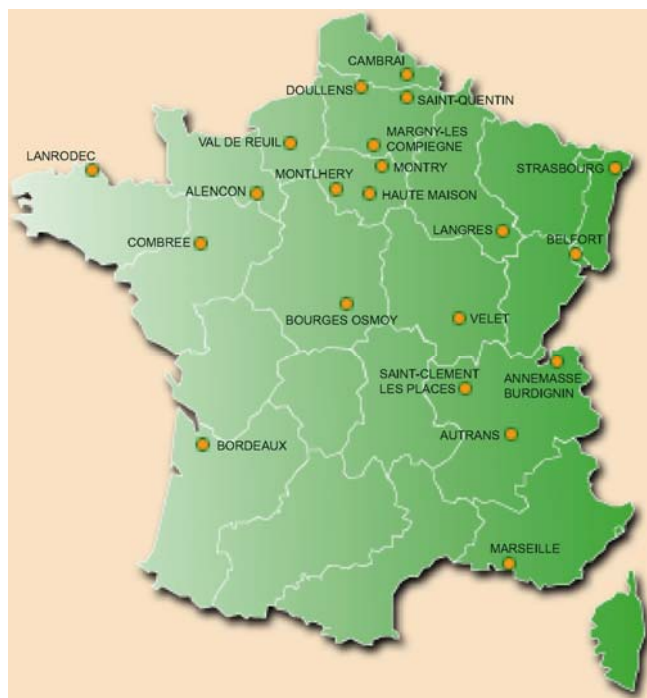 CAMBRAI
DOULLENS
SAINT-QUENTIN
VAL DE REUIL
MARGNY-LES
COMPIEGNE
LANRODEC
MONTRY
STRASBOURG
MONTLHERY
ALENCON
HAUTE MAISON
LANGRES
COMBREE
BELFORT
BOURGES OSMOY
VELET
SAINT-CLEMENT
LES PLACES
ANNEMASSE
BURDIGNIN
AUTRANS
BORDEAUX
MARSEILLE